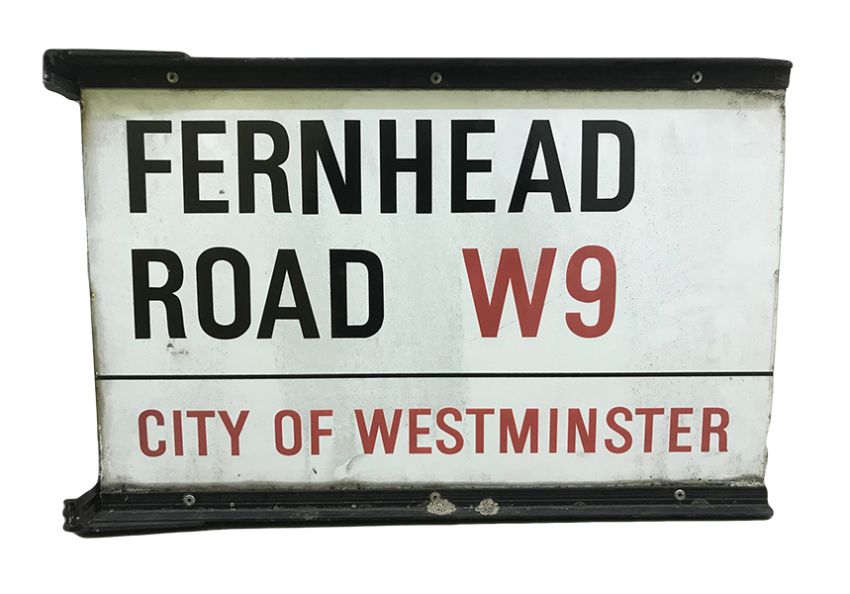 FERNHEAD
ROAD W9
CITY OF WESTMINSTER